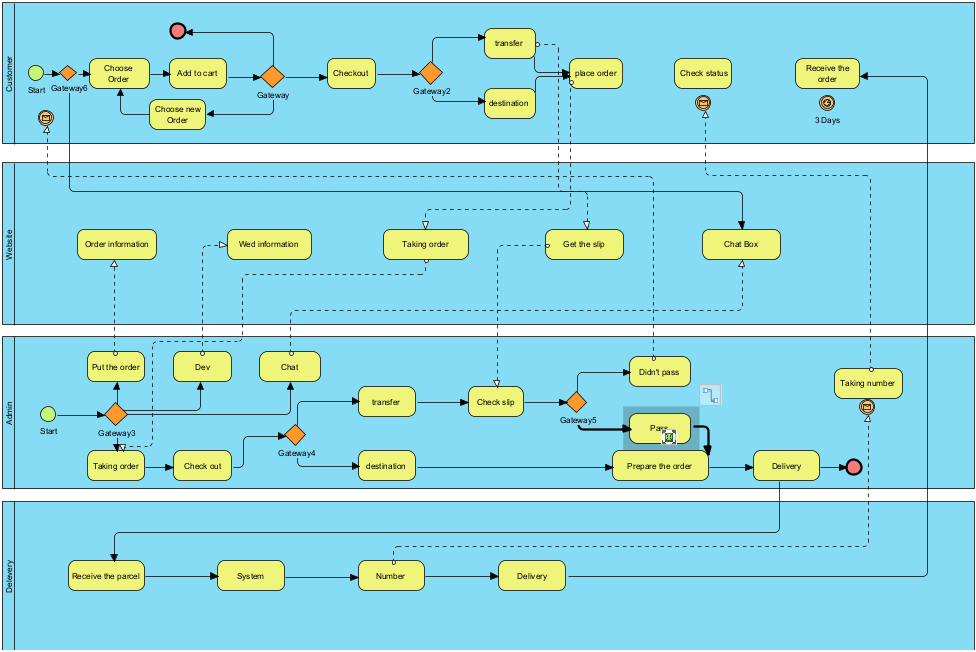 Customer
Start
Gateway6
Choose
Order
Add to cart
Gateway
Choose new
Order
Checkout
Gateway2
transfer
destination
place order
Check status
Receive the
order
3 Days
Website
Order information
Wed information
Taking order
Get the slip
Chat Box
Admin
Start
Put the order
Dev
Chat
Gateway3
Taking order
Check out
Gateway4
transfer
destination
Check slip
Gateway5
Didn't pass
Pass
Prepare the order
Delivery
Taking number
Delevery
Receive the parcel
System
Number
Delivery